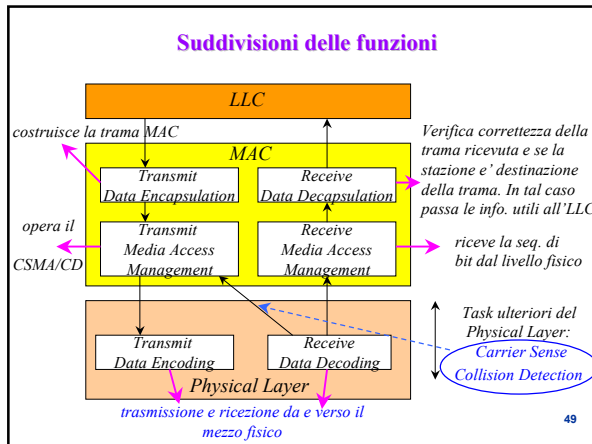 Suddivisioni delle funzioni
LLC
costruisce la trama MAC
MAC
Transmit
Data Encapsulation
Receive
Data Decapsulation
Verifica correttezza della
trama ricevuta e se la
stazione e' destinazione
della trama. In tal caso
passa le info. utili all'LLC
opera il
CSMA/CD
Transmit
Media Access
Management
Receive
Media Access
Management
riceve la seq. di
bit dal livello fisico
Transmit
Data Encoding
Receive
Data Decoding
Physical Layer
Task ulteriori del
Physical Layer:
Carrier Sense
Collision Detection
trasmissione e ricezione da e verso il
mezzo fisico
49